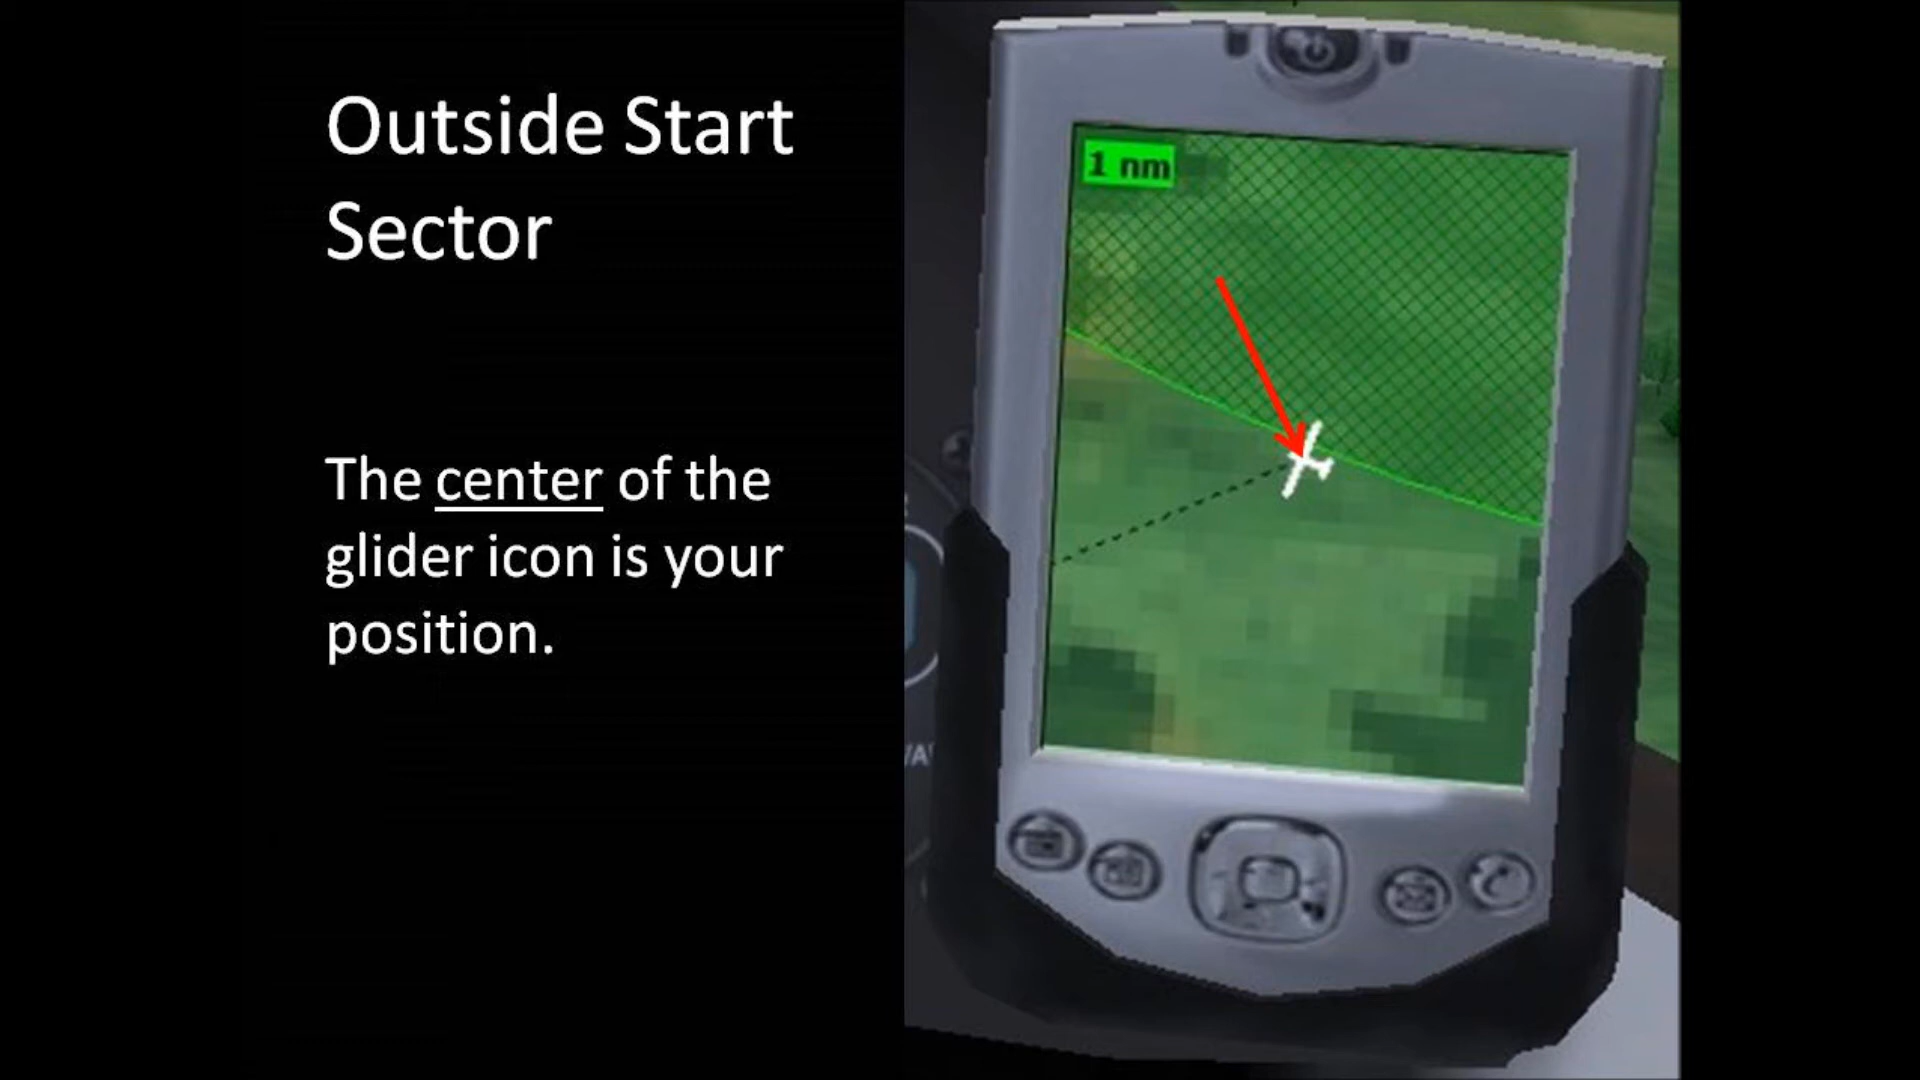 Outside Start
Sector
The center of the
glider icon is your
position.
1 nm